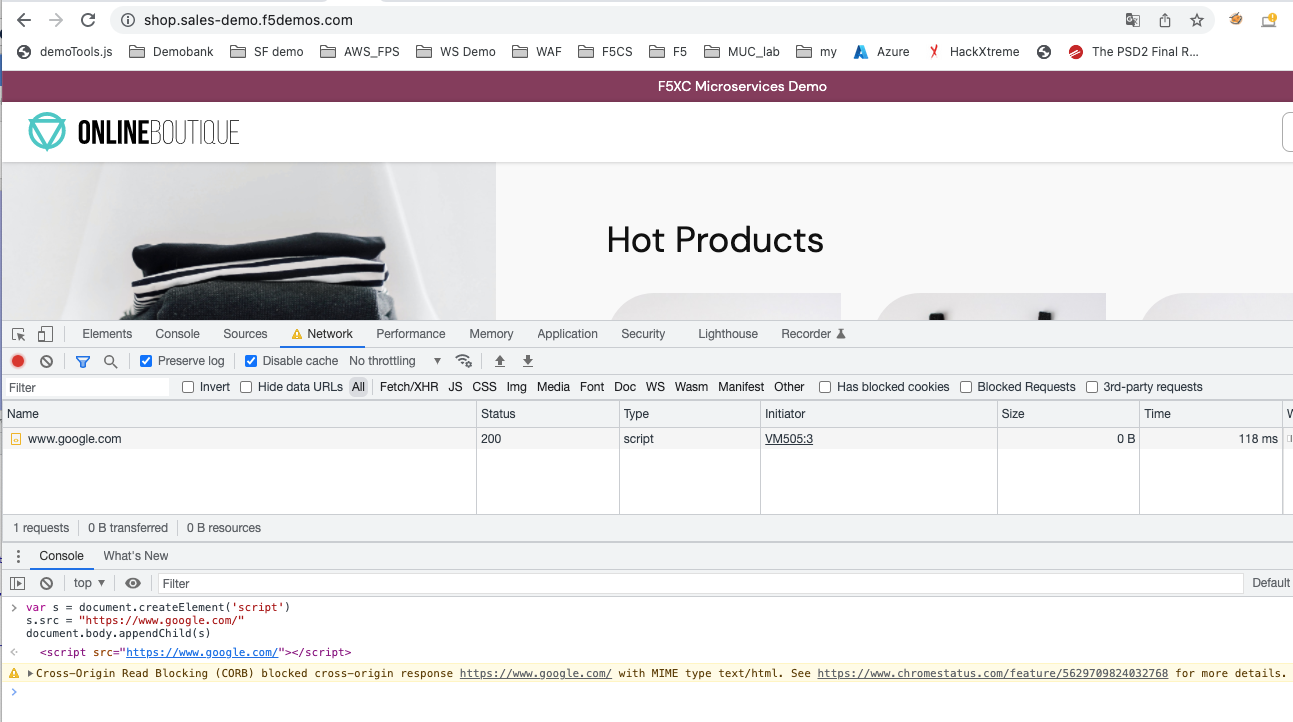 shop.sales-demo.f5demos.com
demoTools.js Demobank SF demo AWS_FPS WS Demo WAF F5CS F5 MUC_lab my Azure HackXtreme The PSD2 Final R...
F5XC Microservices Demo
ONLINEBOUTIQUE
Hot Products
Elements Console Sources Network Performance Memory Application Security Lighthouse Recorder
Preserve log Disable cache No throttling
Filter Invert Hide data URLs All Fetch/XHR JS CSS Img Media Font Doc WS Wasm Manifest Other Has blocked cookies Blocked Requests 3rd-party requests
Name Status Type Initiator Size Time
www.google.com 200 script VM505:3 0 B 118 ms
1 requests 0 B transferred 0 B resources
Console What's New
top Filter Default
var s = document.createElement('script')
s.src = "https://www.google.com/"
document.body.appendChild(s)
<script src="https://www.google.com/"></script>
Cross-Origin Read Blocking (CORB) blocked cross-origin response https://www.google.com/ with MIME type text/html. See https://www.chromestatus.com/feature/5629709824032768 for more details.